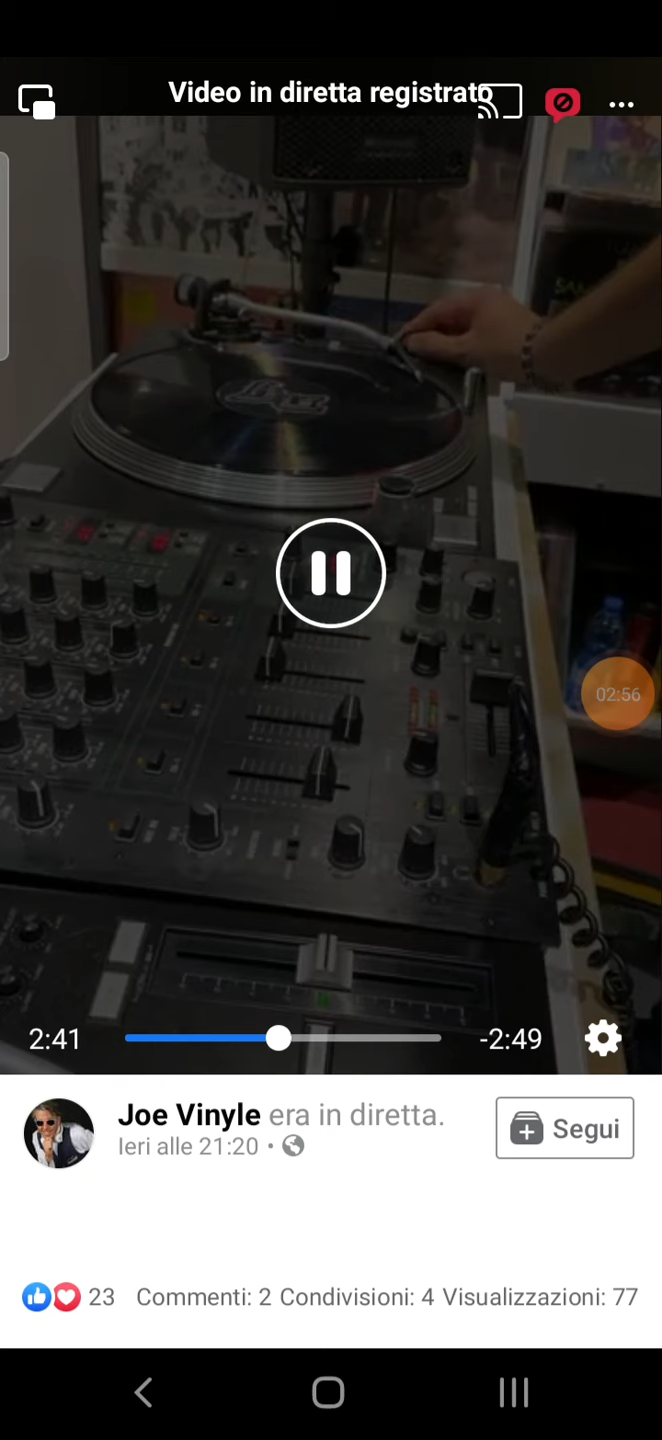 Video in diretta registrato
02:56
2:41
-2:49
Joe Vinyle era in diretta.
Segui
Ieri alle 21:20 •
23 Commenti: 2 Condivisioni: 4 Visualizzazioni: 77